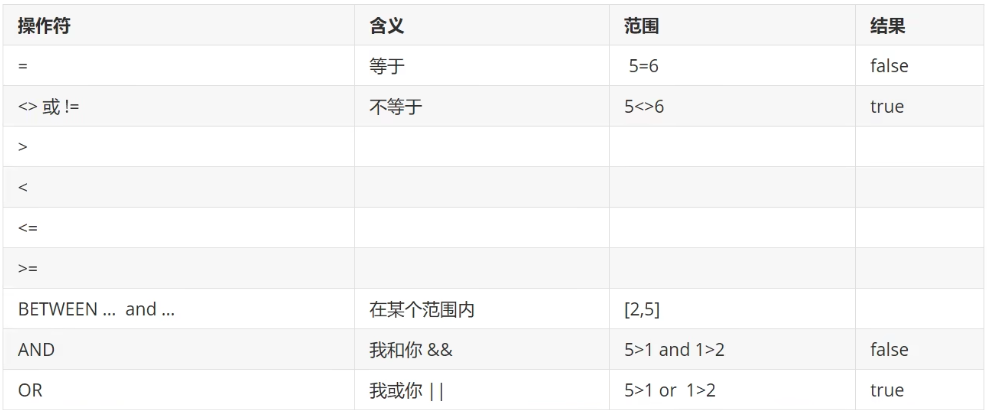 操作符 含义 范围 结果
= 等于 5=6 false
<> 或 != 不等于 5<>6 true
>
<
<=
>=
BETWEEN ... and ... 在某个范围内 [2,5]
AND 我和你 && 5>1 and 1>2 false
OR 我或你 || 5>1 or 1>2 true